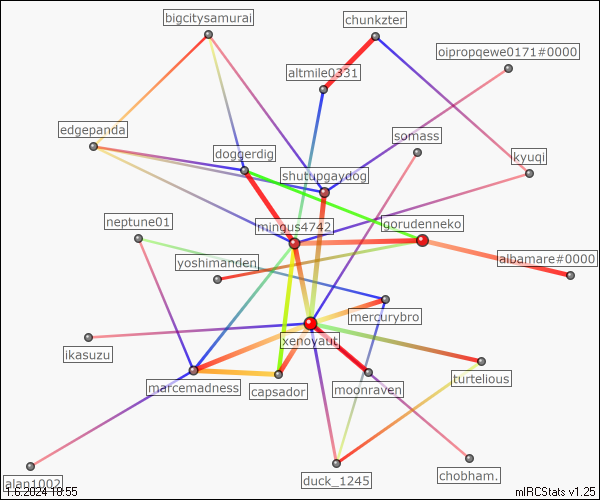 bigcitysamurai
chunkzter
oipropqewe0171#0000
altmile0331
edgepanda
somass
doggerdig
kyuqi
shutupgaydog
neptune01
mingus4742
gorudenneko
yoshimanden
albamare#0000
mercurybro
xenoyaut
ikasuzu
marcemadness
capsador
moonraven
turtelious
alan1002
duck_1245
chobham.
1.6.2024 18:55
mIRCStats v1.25